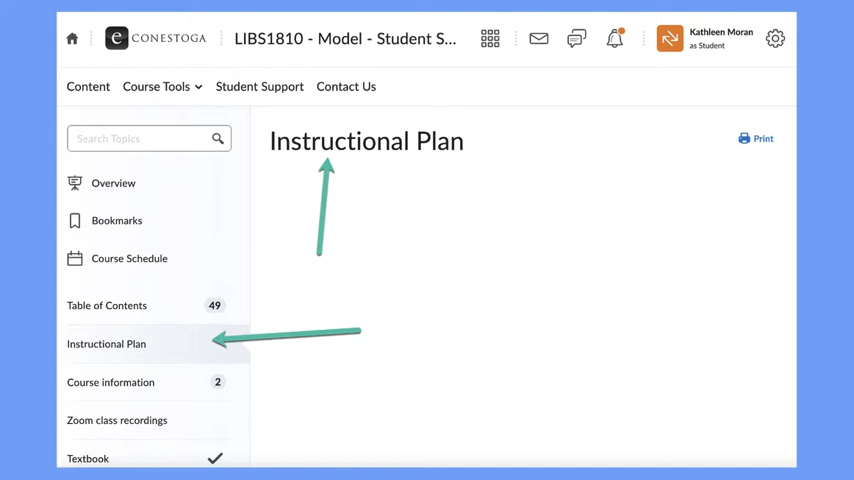 e CONESTOGA
LIBS1810 - Model - Student S...
Kathleen Moran
as Student
Content
Course Tools
Student Support
Contact Us
Search Topics
Instructional Plan
Print
Overview
Bookmarks
Course Schedule
Table of Contents 49
Instructional Plan
Course information 2
Zoom class recordings
Textbook